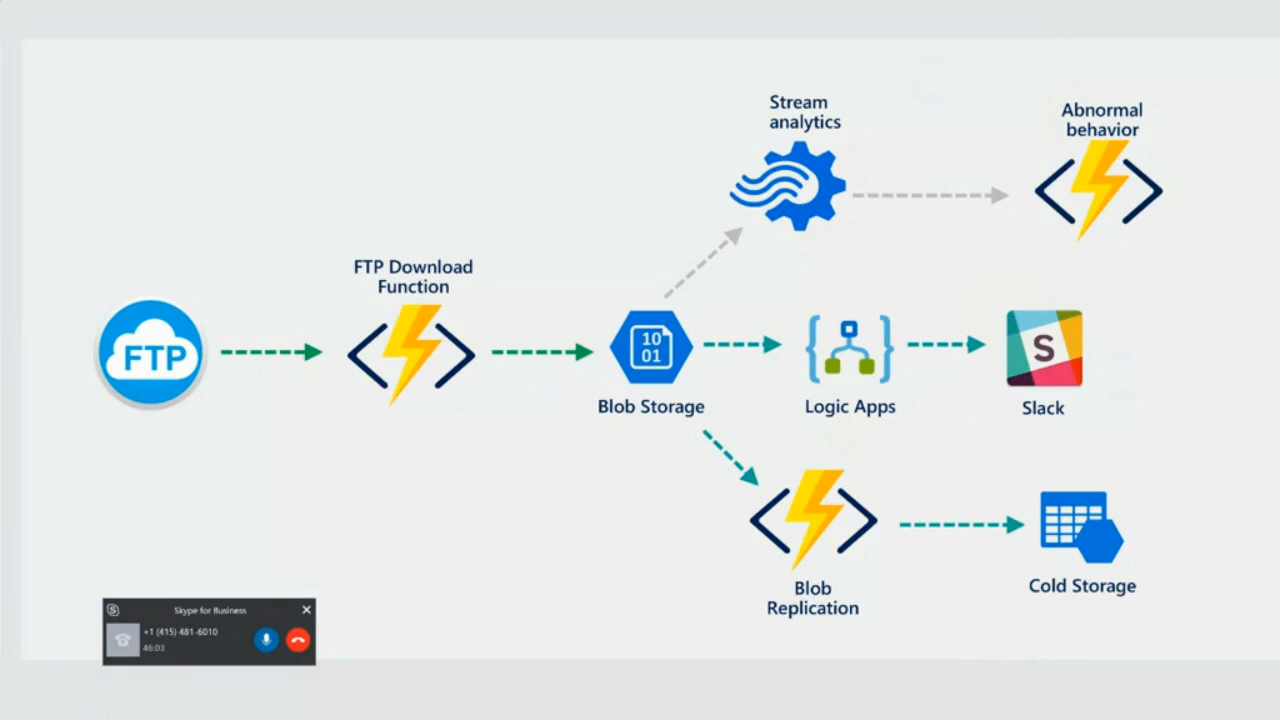 Stream
analytics
Abnormal
behavior
FTP Download
Function
FTP
10
01
S
Blob Storage
Logic Apps
Slack
Blob
Replication
Cold Storage
S
Skype for Business
+1 (415) 481-6010
46:03